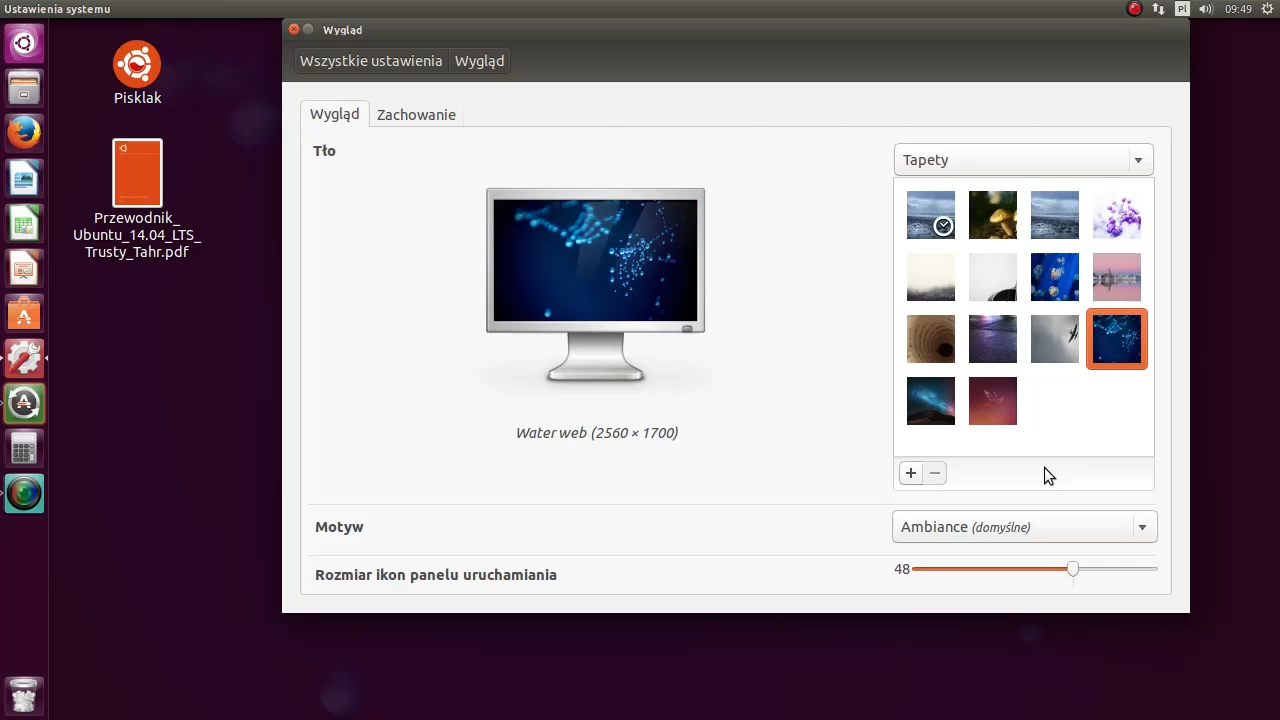 Ustawienia systemu
Pl
09:49
Wygląd
Wszystkie ustawienia
Wygląd
Pisklak
Przewodnik_
Ubuntu_14.04_LTS_
Trusty_Tahr.pdf
Wygląd
Zachowanie
Tło
Tapety
Water web (2560 × 1700)
+
−
Motyw
Ambiance (domyślne)
Rozmiar ikon panelu uruchamiania
48